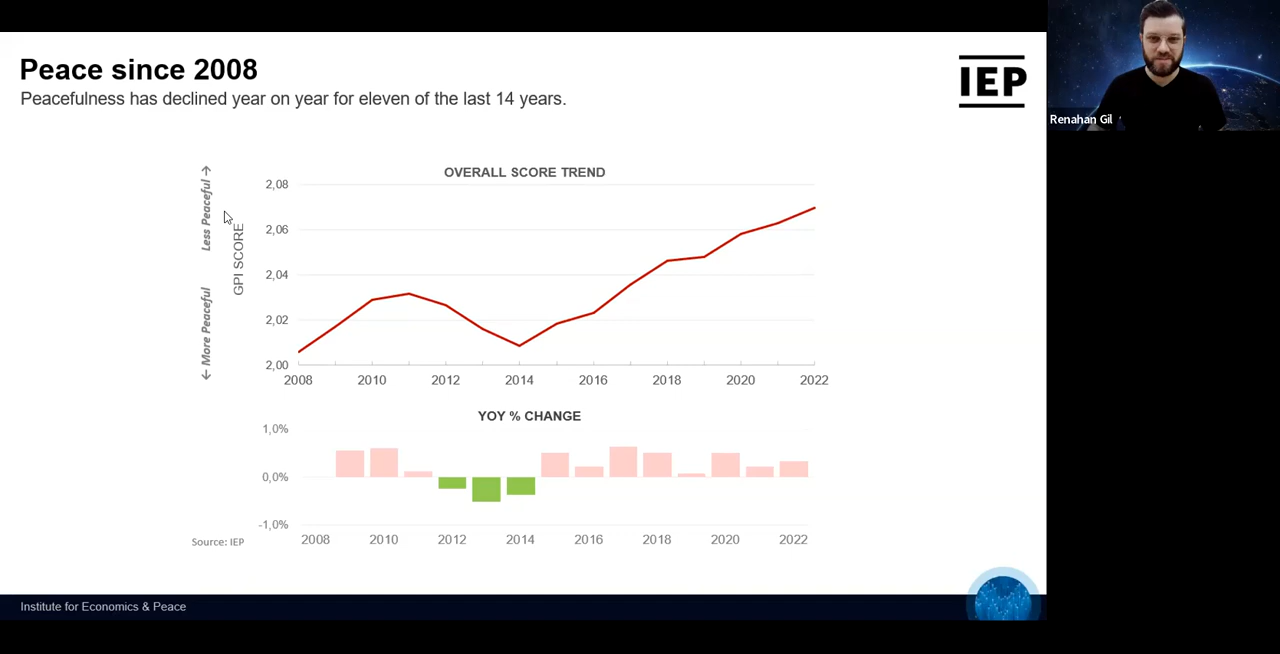 Peace since 2008
Peacefulness has declined year on year for eleven of the last 14 years.
IEP
Renahan Gil
OVERALL SCORE TREND
Less Peaceful →
← More Peaceful
GPI SCORE
2,08
2,06
2,04
2,02
2,00
2008 2010 2012 2014 2016 2018 2020 2022
YOY % CHANGE
1,0%
0,0%
-1,0%
2008 2010 2012 2014 2016 2018 2020 2022
Source: IEP
Institute for Economics & Peace